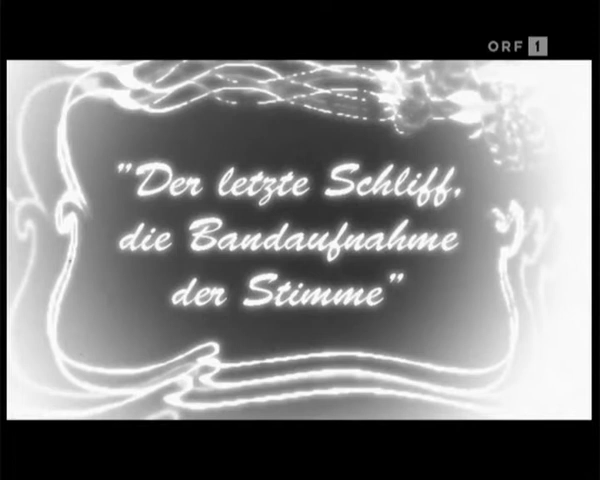 ORF 1
"Der letzte Schliff,
die Bandaufnahme
der Stimme"